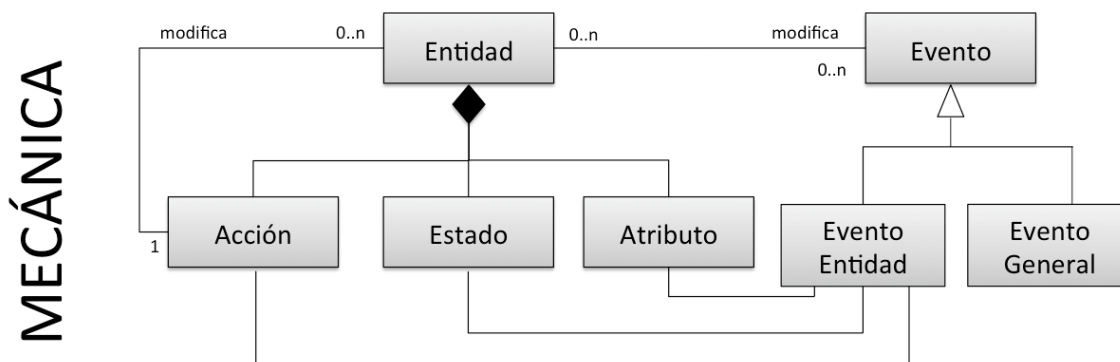 MECÁNICA
modifica
0..n
Entidad
0..n
modifica
0..n
Evento
1
Acción
Estado
Atributo
Evento
Entidad
Evento
General